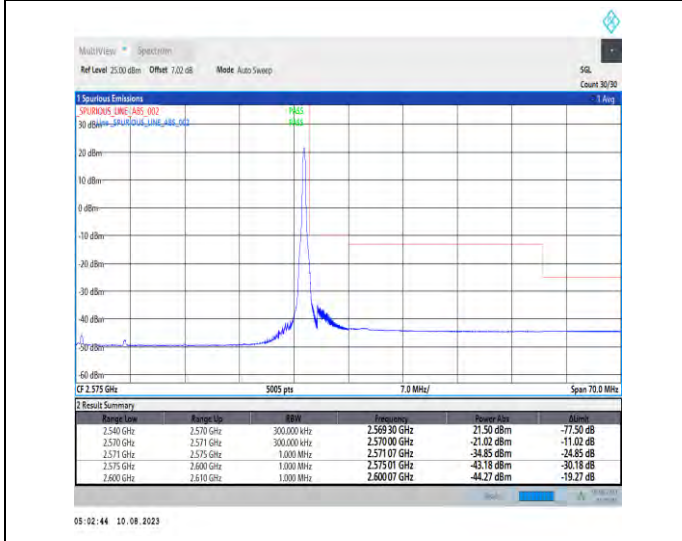 MultiView Spectrum
Ref Level 25.00 dBm Offset 7.02 dB Mode Auto Sweep SGL
Count 30/30
1 Spurious Emissions 1 Avg
_SPURIOUS_LINE_ABS_002 PASS
30 dBm Line _SPURIOUS_LINE_ABS_002 PASS
20 dBm
10 dBm
0 dBm
-10 dBm
-20 dBm
-30 dBm
-40 dBm
-50 dBm
-60 dBm
CF 2.575 GHz 5005 pts 7.0 MHz/ Span 70.0 MHz
2 Result Summary
Range Low Range Up RBW Frequency Power Abs ΔLimit
2.540 GHz 2.570 GHz 300.000 kHz 2.569 30 GHz 21.50 dBm -77.50 dB
2.570 GHz 2.571 GHz 300.000 kHz 2.570 00 GHz -21.02 dBm -11.02 dB
2.571 GHz 2.575 GHz 1.000 MHz 2.571 07 GHz -34.85 dBm -24.85 dB
2.575 GHz 2.600 GHz 1.000 MHz 2.575 01 GHz -43.18 dBm -30.18 dB
2.600 GHz 2.610 GHz 1.000 MHz 2.600 07 GHz -44.27 dBm -19.27 dB
05:02:44 10.08.2023